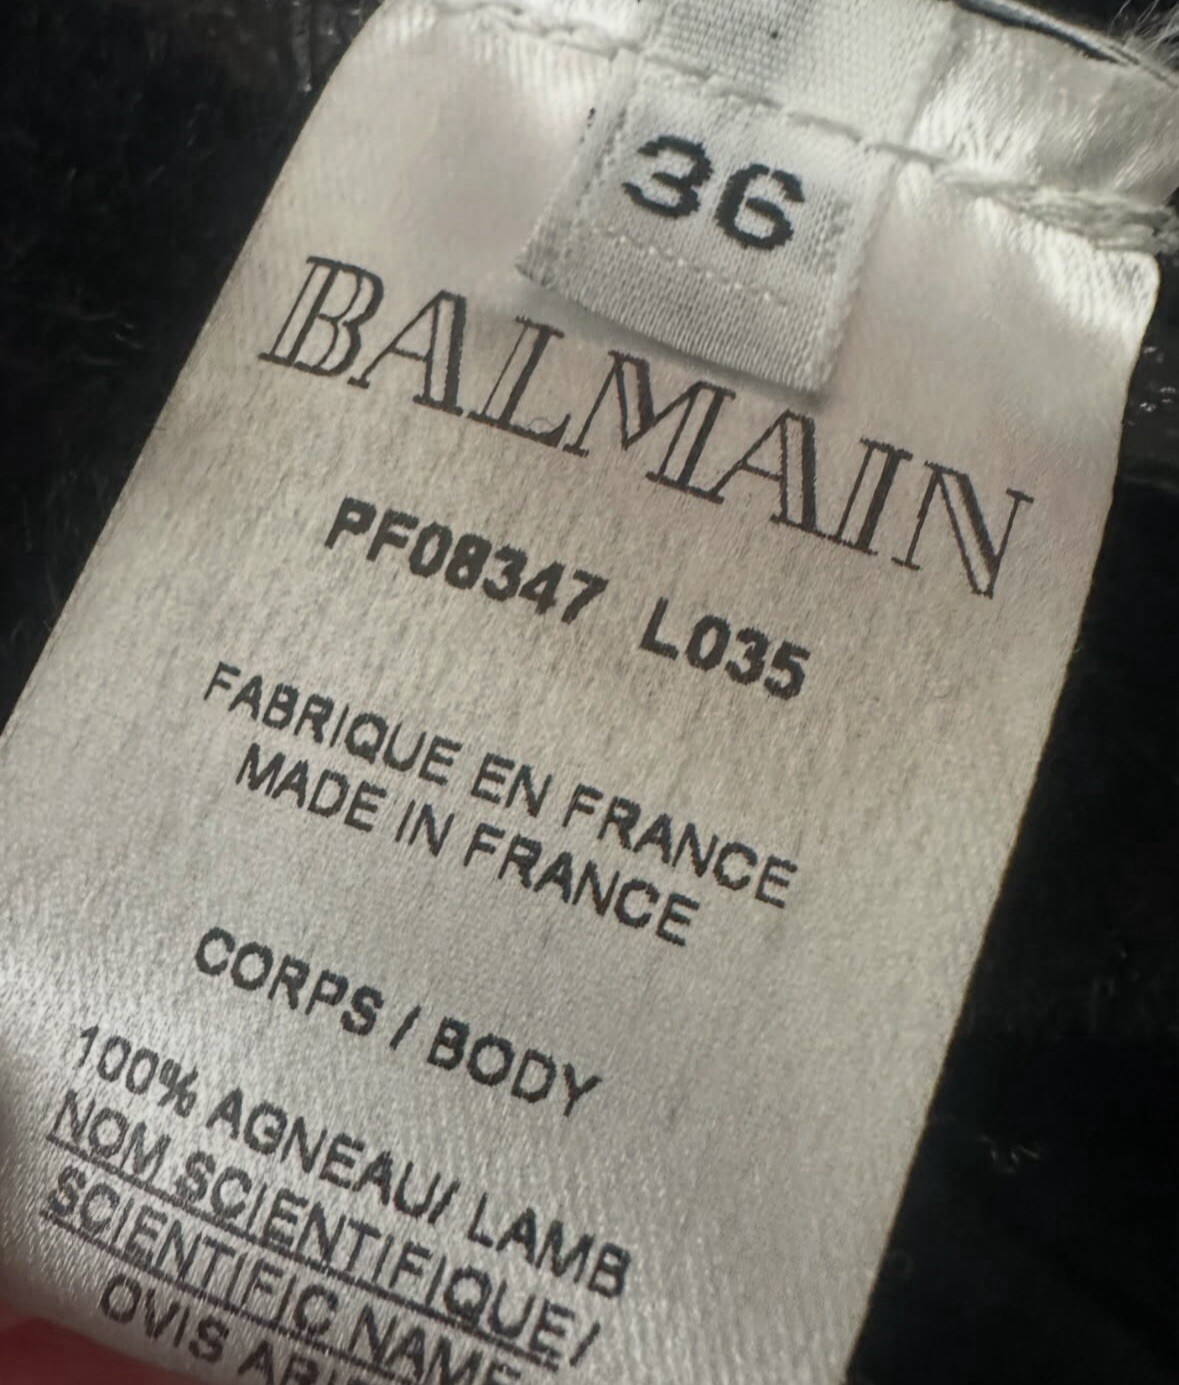 36
BALMAIN
PF08347 L035
FABRIQUE EN FRANCE
MADE IN FRANCE
CORPS / BODY
100% AGNEAU/ LAMB
NOM SCIENTIFIQUE/
SCIENTIFIC NAME
OVIS